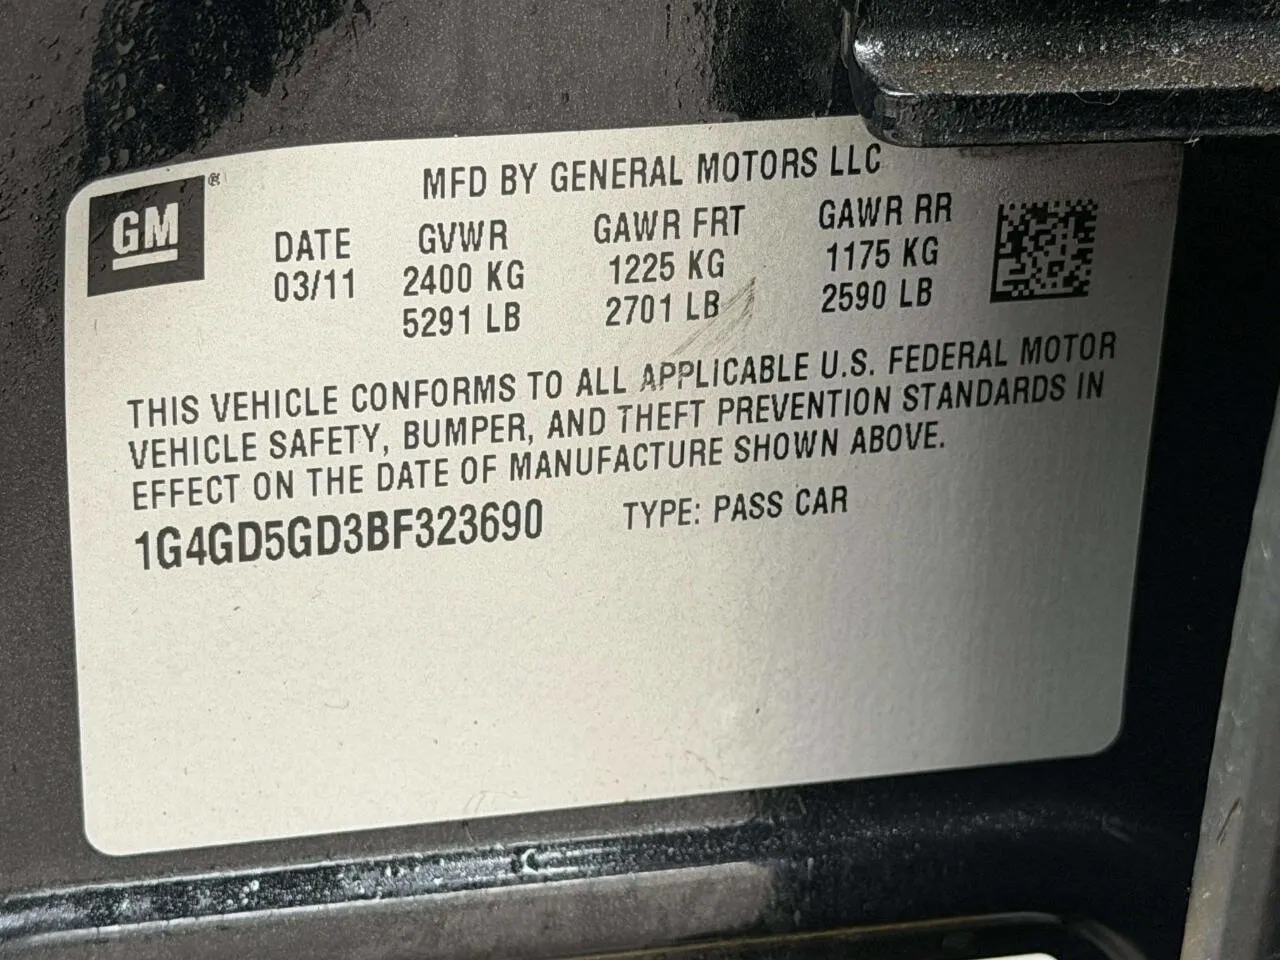 GM ®
MFD BY GENERAL MOTORS LLC
DATE GVWR GAWR FRT GAWR RR
03/11 2400 KG 1225 KG 1175 KG
5291 LB 2701 LB 2590 LB
THIS VEHICLE CONFORMS TO ALL APPLICABLE U.S. FEDERAL MOTOR
VEHICLE SAFETY, BUMPER, AND THEFT PREVENTION STANDARDS IN
EFFECT ON THE DATE OF MANUFACTURE SHOWN ABOVE.
1G4GD5GD3BF323690 TYPE: PASS CAR